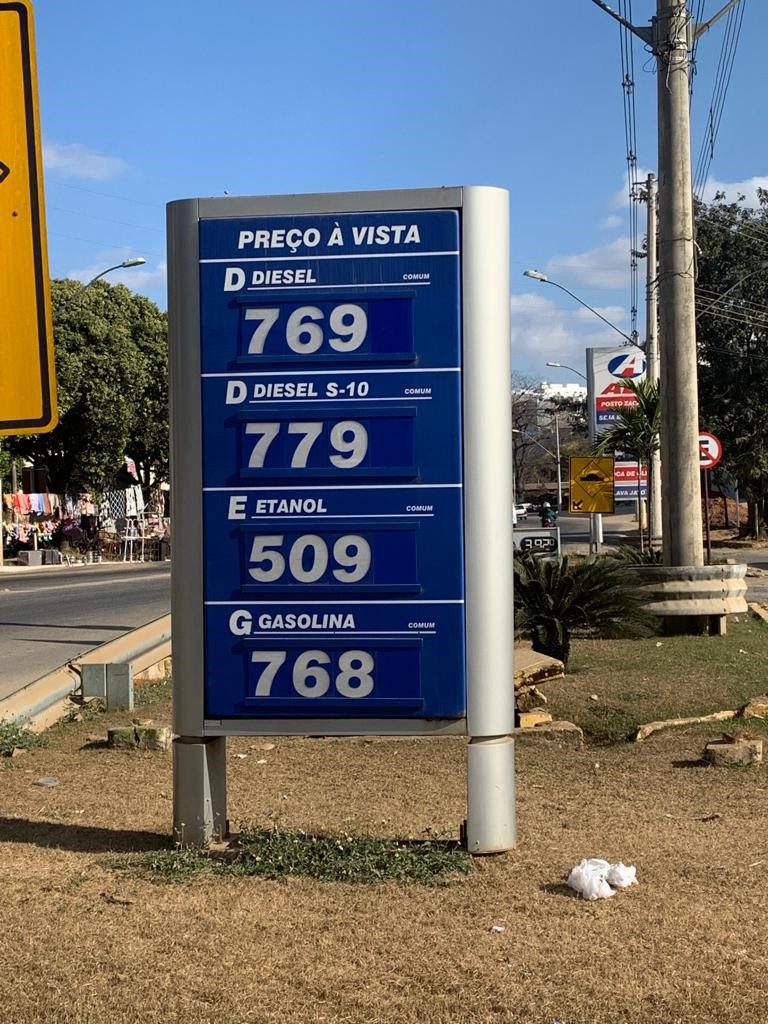 PREÇO À VISTA
D DIESEL COMUM
769
D DIESEL S-10 COMUM
779
E ETANOL COMUM
509
G GASOLINA COMUM
768
A